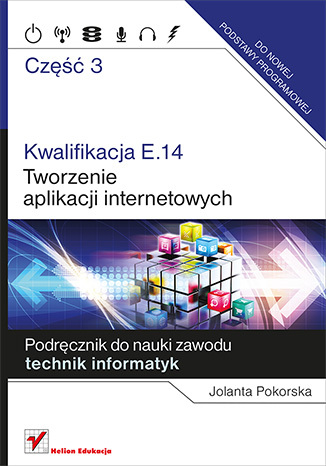 DO NOWEJ
PODSTAWY PROGRAMOWEJ
Część 3
Kwalifikacja E.14
Tworzenie
aplikacji internetowych
Podręcznik do nauki zawodu
technik informatyk
Jolanta Pokorska
Helion Edukacja